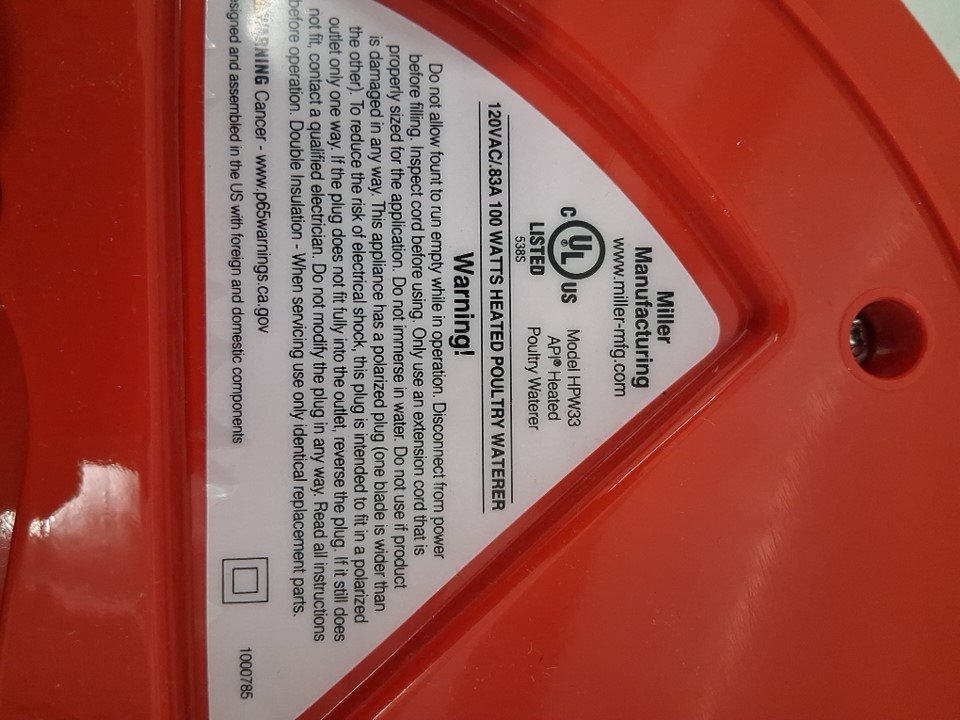 Miller
Manufacturing
www.miller-mfg.com
C UL ® US
LISTED
538S
Model HPW33
API® Heated
Poultry Waterer
120VAC/.83A 100 WATTS HEATED POULTRY WATERER
Warning!
Do not allow fount to run empty while in operation. Disconnect from power
before filling. Inspect cord before using. Only use an extension cord that is
properly sized for the application. Do not immerse in water. Do not use if product
is damaged in any way. This appliance has a polarized plug (one blade is wider than
the other). To reduce the risk of electrical shock, this plug is intended to fit in a polarized
outlet only one way. If the plug does not fit fully into the outlet, reverse the plug. If it still does
not fit, contact a qualified electrician. Do not modify the plug in any way. Read all instructions
before operation. Double Insulation - When servicing use only identical replacement parts.
WARNING Cancer - www.p65warnings.ca.gov
esigned and assembled in the US with foreign and domestic components
1000785